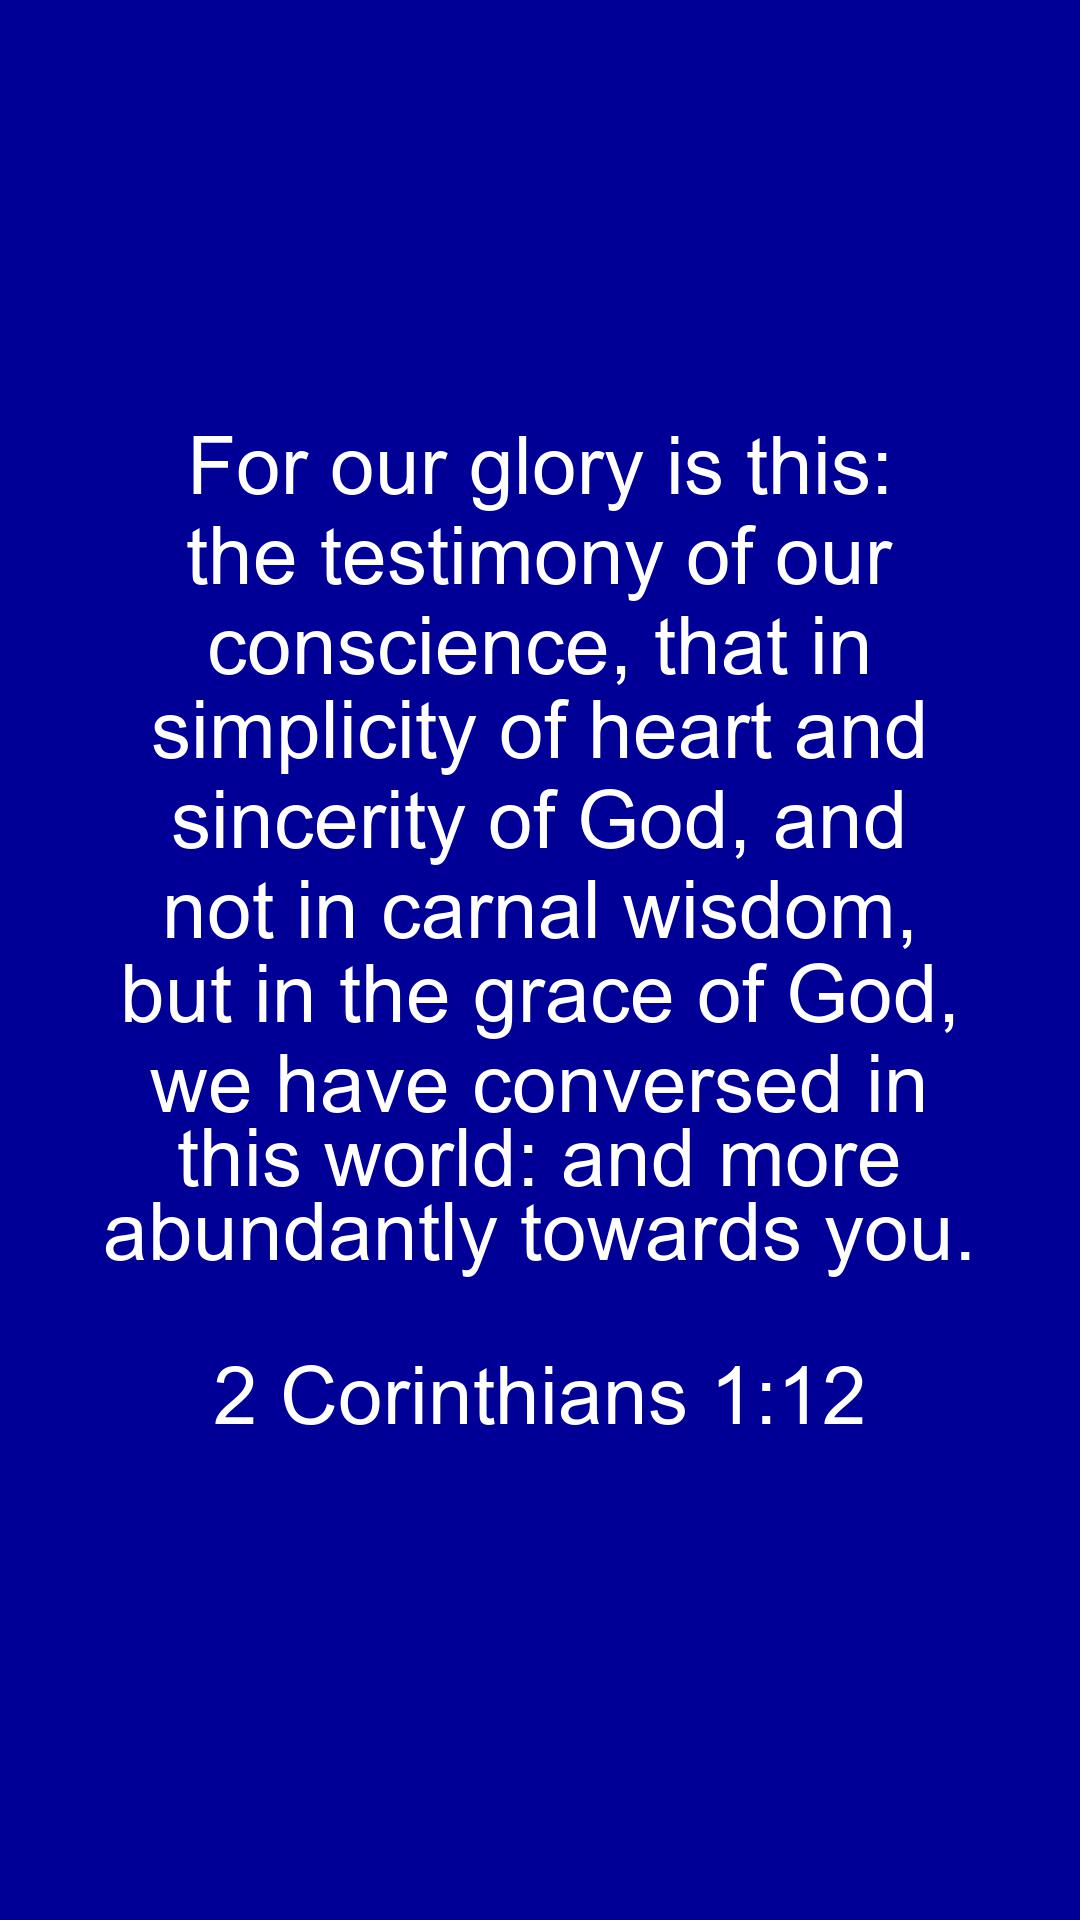 For our glory is this:
the testimony of our
conscience, that in
simplicity of heart and
sincerity of God, and
not in carnal wisdom,
but in the grace of God,
we have conversed in
this world: and more
abundantly towards you.
2 Corinthians 1:12